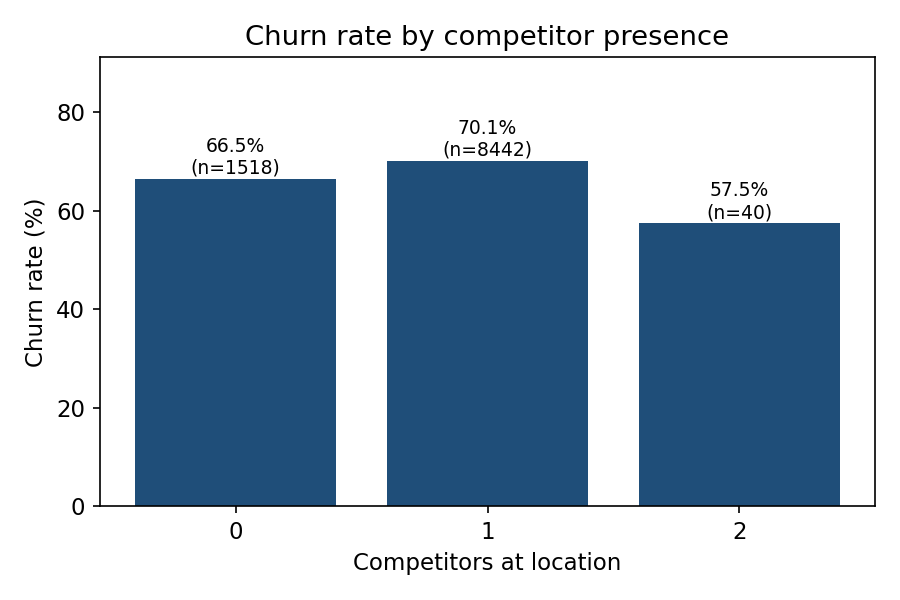 Churn rate by competitor presence
80
60
40
20
0
Churn rate (%)
66.5%
(n=1518)
70.1%
(n=8442)
57.5%
(n=40)
0
1
2
Competitors at location